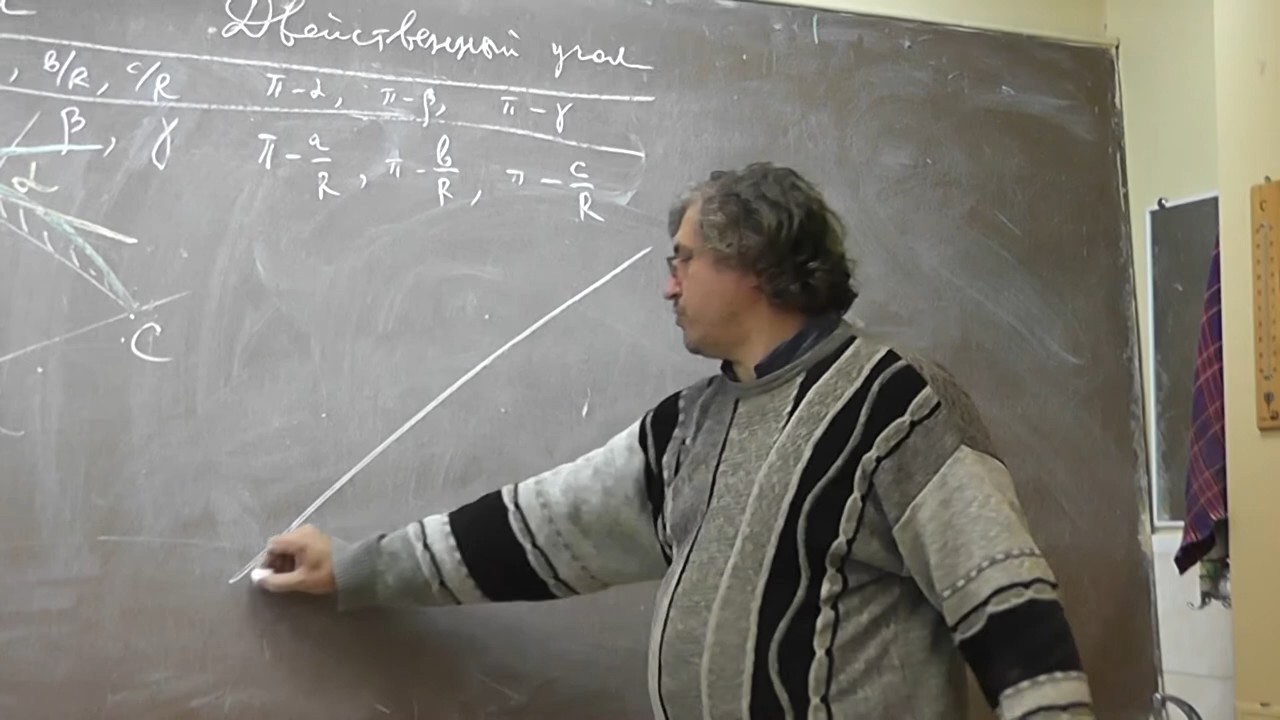 Двойственный угол
, в/R, c/R π-α, π-β, π-γ
β, γ π-a/R, π-в/R, π-c/R
α
C